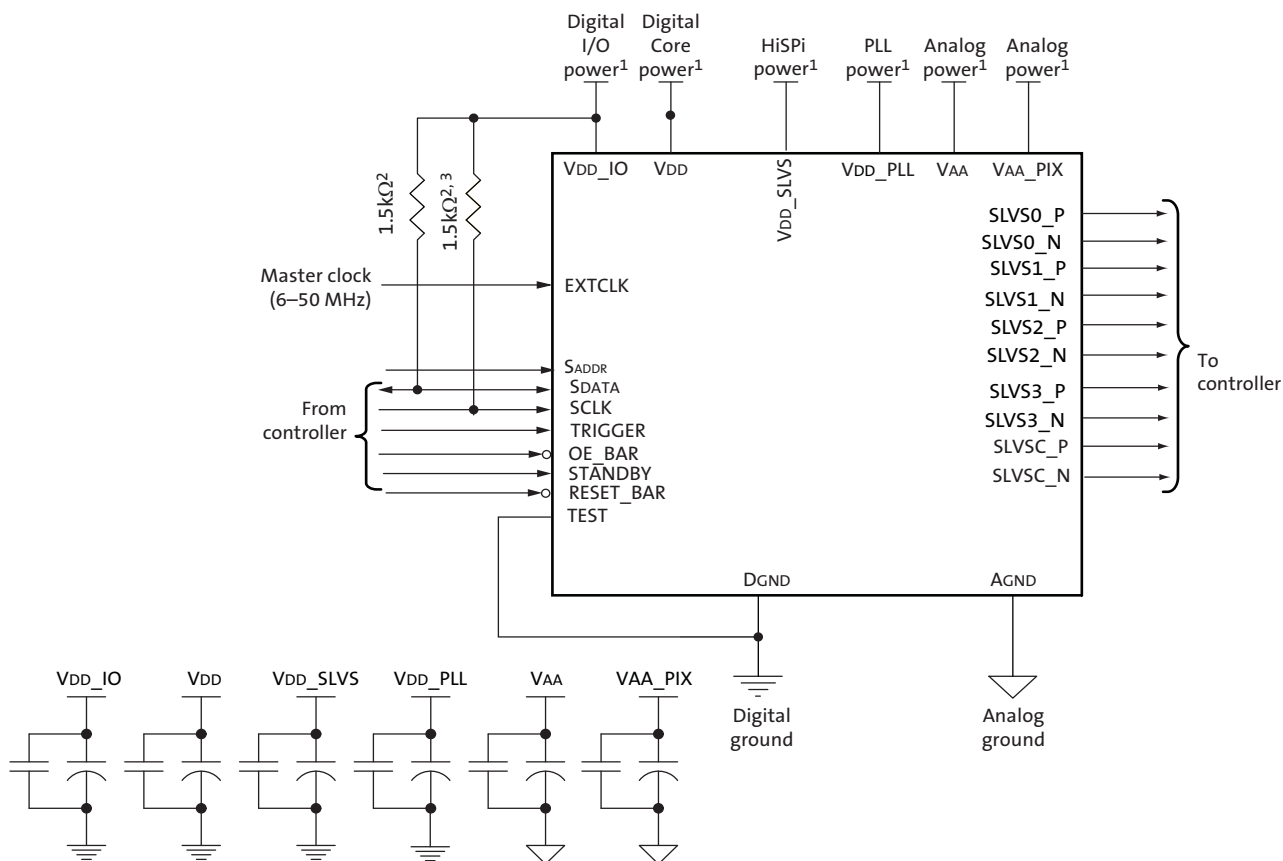 Digital
I/O
power1
Digital
Core
power1
HiSPi
power1
PLL
power1
Analog
power1
Analog
power1
VDD_IO
VDD
VDD_SLVS
VDD_PLL
VAA
VAA_PIX
1.5kΩ2
1.5kΩ2, 3
Master clock
(6–50 MHz)
EXTCLK
SADDR
SDATA
SCLK
TRIGGER
OE_BAR
STANDBY
RESET_BAR
TEST
From
controller
SLVS0_P
SLVS0_N
SLVS1_P
SLVS1_N
SLVS2_P
SLVS2_N
SLVS3_P
SLVS3_N
SLVSC_P
SLVSC_N
To
controller
DGND
AGND
Digital
ground
Analog
ground
VDD_IO
VDD
VDD_SLVS
VDD_PLL
VAA
VAA_PIX